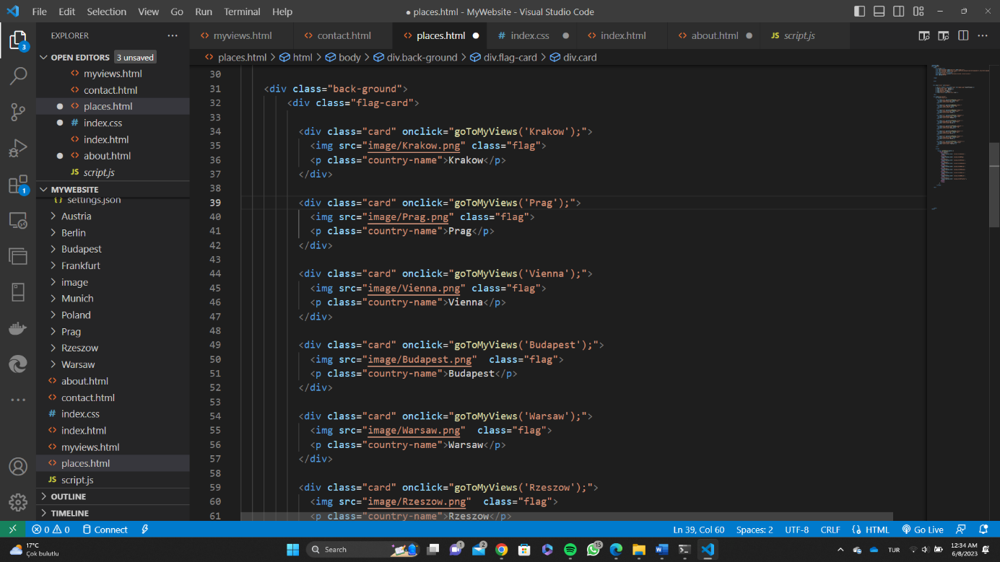 File Edit Selection View Go Run Terminal Help
● places.html - MyWebsite - Visual Studio Code
EXPLORER
myviews.html contact.html places.html # index.css index.html about.html JS script.js
places.html > html > body > div.back-ground > div.flag-card > div.card
OPEN EDITORS 3 unsaved
myviews.html
contact.html
places.html
# index.css
index.html
about.html
JS script.js
MYWEBSITE
{} settings.json
Austria
Berlin
Budapest
Frankfurt
image
Munich
Poland
Prag
Rzeszow
Warsaw
about.html
contact.html
# index.css
index.html
myviews.html
places.html
JS script.js
OUTLINE
TIMELINE
3
1
30
31 <div class="back-ground">
32 <div class="flag-card">
33
34 <div class="card" onclick="goToMyViews('Krakow');">
35 <img src="image/Krakow.png" class="flag">
36 <p class="country-name">Krakow</p>
37 </div>
38
39 <div class="card" onclick="goToMyViews('Prag');">
40 <img src="image/Prag.png" class="flag">
41 <p class="country-name">Prag</p>
42 </div>
43
44 <div class="card" onclick="goToMyViews('Vienna');">
45 <img src="image/Vienna.png" class="flag">
46 <p class="country-name">Vienna</p>
47 </div>
48
49 <div class="card" onclick="goToMyViews('Budapest');">
50 <img src="image/Budapest.png"  class="flag">
51 <p class="country-name">Budapest</p>
52 </div>
53
54 <div class="card" onclick="goToMyViews('Warsaw');">
55 <img src="image/Warsaw.png"  class="flag">
56 <p class="country-name">Warsaw</p>
57 </div>
58
59 <div class="card" onclick="goToMyViews('Rzeszow');">
60 <img src="image/Rzeszow.png"  class="flag">
61 <p class="country-name">Rzeszow</p>
0 0 Connect Ln 39, Col 60 Spaces: 2 UTF-8 CRLF {} HTML Go Live
17°C
Çok bulutlu
Search
1
2
15
TUR
12:34 AM
6/8/2023